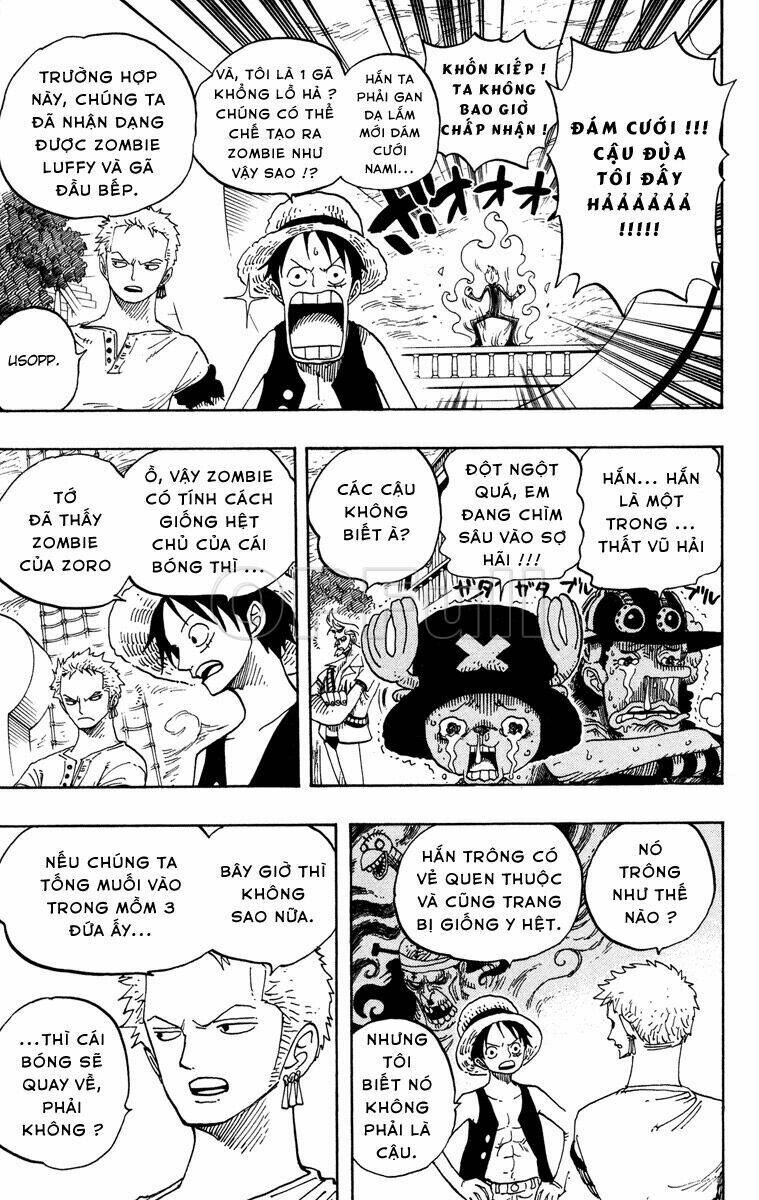 ĐÁM CƯỚI !!!
CẬU ĐÙA
TÔI ĐẤY
HẢẢẢẢẢẢ
!!!!!
KHỐN KIẾP !
TA KHÔNG
BAO GIỜ
CHẤP NHẬN !
HẮN TA
PHẢI GAN
DẠ LẮM
MỚI DÁM
CƯỚI
NAMI...
VÀ, TÔI LÀ 1 GÃ
KHỔNG LỒ HẢ ?
CHÚNG CÓ THỂ
CHẾ TẠO RA
ZOMBIE NHƯ
VẬY SAO !?
TRƯỜNG HỢP
NÀY, CHÚNG TA
ĐÃ NHẬN DẠNG
ĐƯỢC ZOMBIE
LUFFY VÀ GÃ
ĐẦU BẾP.
ボオオオオ
USOPP.
HẮN... HẮN
LÀ MỘT
TRONG ...
THẤT VŨ HẢI
ĐỘT NGỘT
QUÁ, EM
ĐANG CHÌM
SÂU VÀO SỢ
HÃI !!!
CÁC CẬU
KHÔNG
BIẾT À?
Ồ, VẬY ZOMBIE
CÓ TÍNH CÁCH
GIỐNG HỆT
CHỦ CỦA CÁI
BÓNG THÌ ...
TỚ
ĐÃ THẤY
ZOMBIE
CỦA ZORO
NÓ
TRÔNG
NHƯ THẾ
NÀO ?
HẮN TRÔNG CÓ
VẺ QUEN THUỘC
VÀ CŨNG TRANG
BỊ GIỐNG Y HỆT.
NHƯNG
TÔI
BIẾT NÓ
KHÔNG
PHẢI LÀ
CẬU.
BÂY GIỜ THÌ
KHÔNG
SAO NỮA.
NẾU CHÚNG TA
TỐNG MUỐI VÀO
TRONG MỒM 3
ĐỨA ẤY...
...THÌ CÁI
BÓNG SẼ
QUAY VỀ,
PHẢI
KHÔNG ?